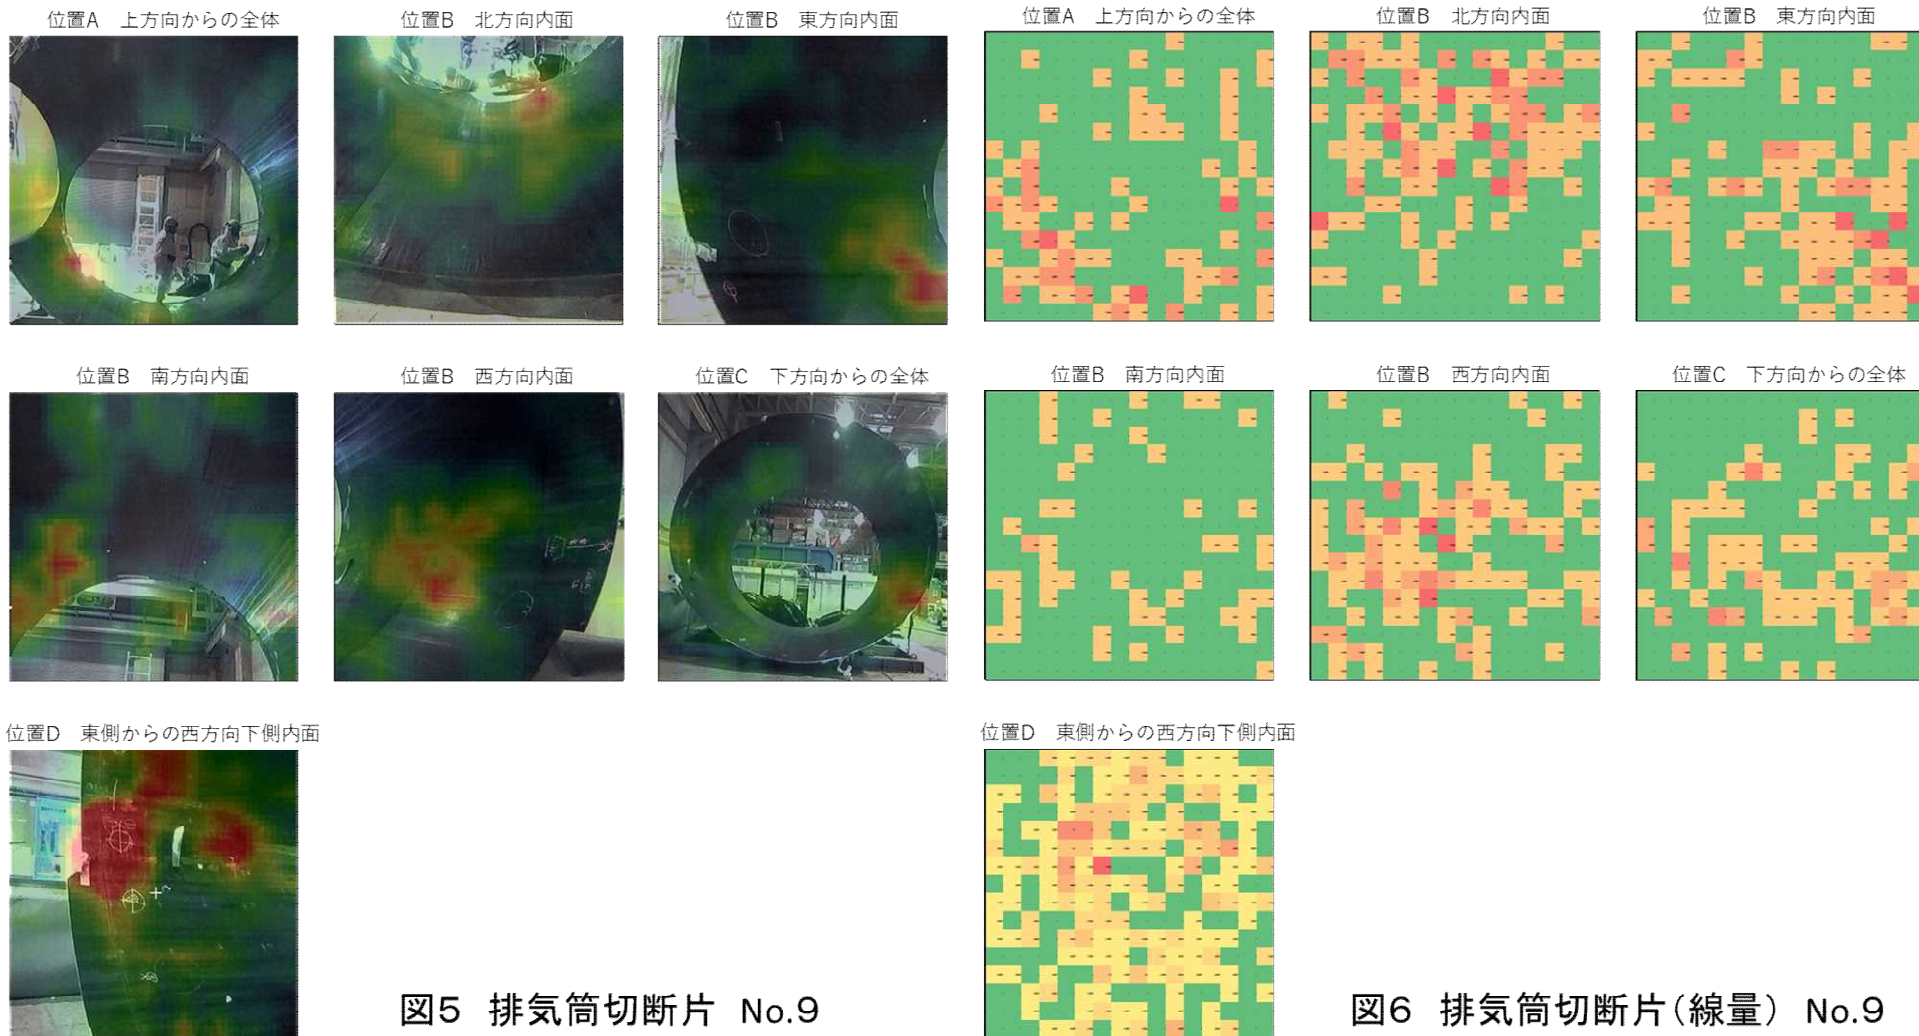 位置A 上方向からの全体
位置B 北方向内面
位置B 東方向内面
位置A 上方向からの全体
位置B 北方向内面
位置B 東方向内面
位置B 南方向内面
位置B 西方向内面
位置C 下方向からの全体
位置B 南方向内面
位置B 西方向内面
位置C 下方向からの全体
位置D 東側からの西方向下側内面
位置D 東側からの西方向下側内面
図5 排気筒切断片 No.9
図6 排気筒切断片(線量) No.9